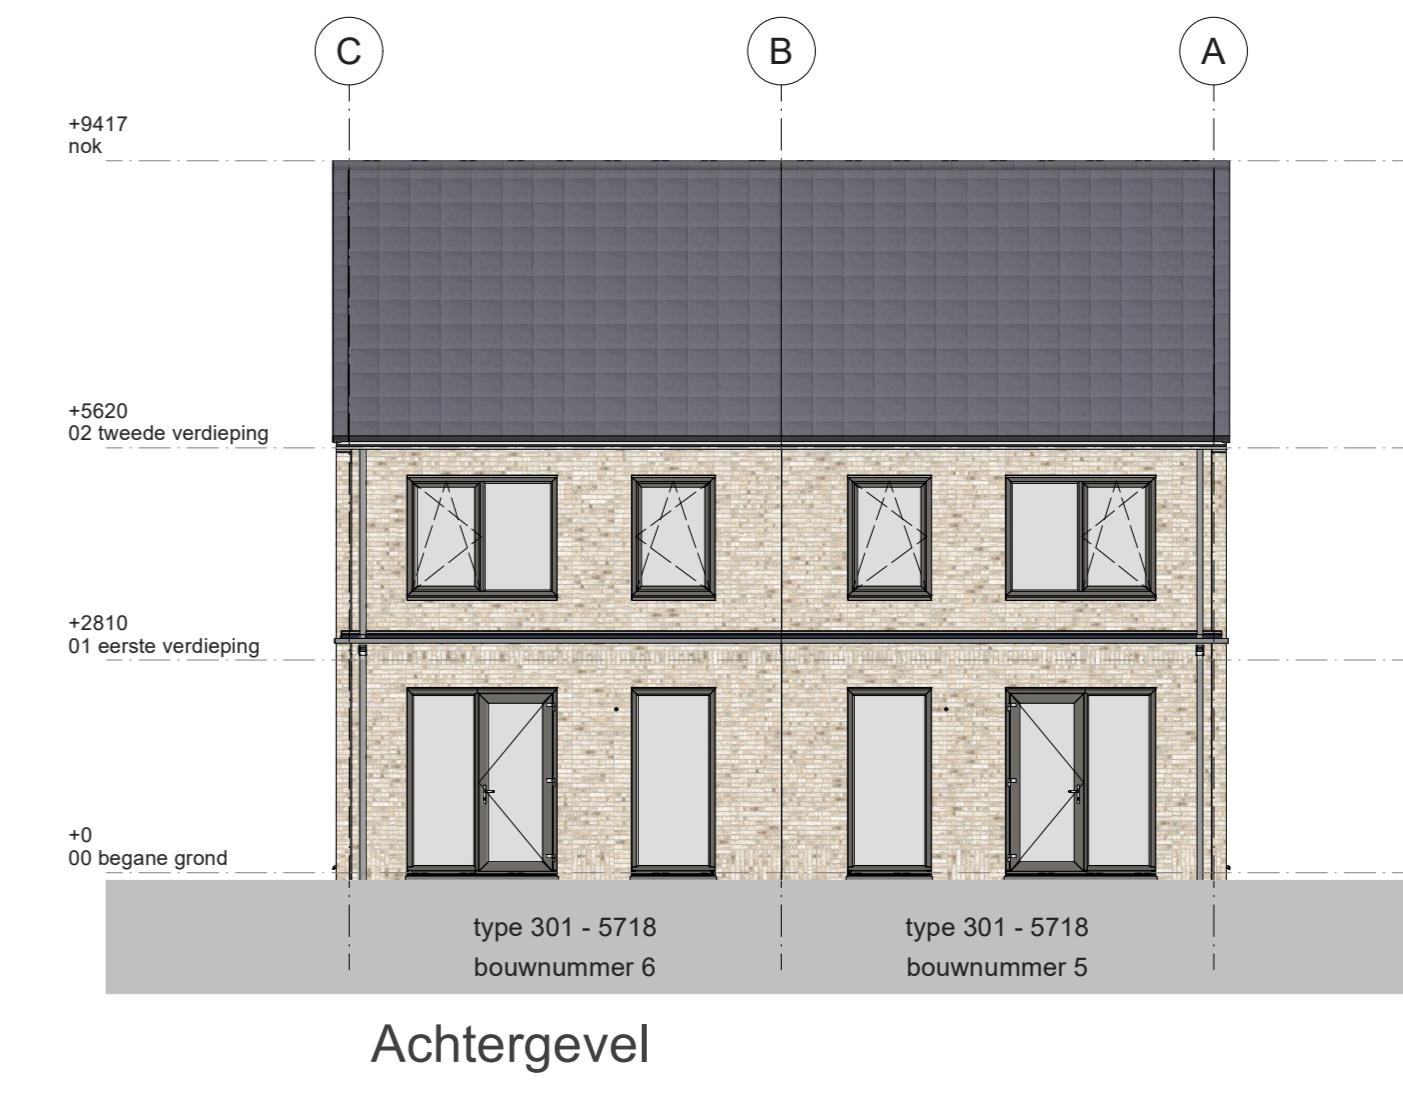 C
B
A
+9417
nok
+5620
02 tweede verdieping
+2810
01 eerste verdieping
+0
00 begane grond
type 301 - 5718
bouwnummer 6
type 301 - 5718
bouwnummer 5
Achtergevel